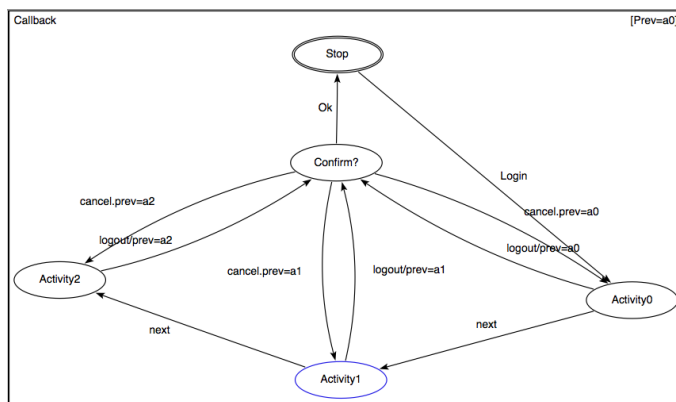 Callback
[Prev=a0]
Stop
Ok
Confirm?
Login
cancel.prev=a2
cancel.prev=a0
logout/prev=a2
logout/prev=a0
cancel.prev=a1
logout/prev=a1
Activity2
Activity0
next
next
Activity1